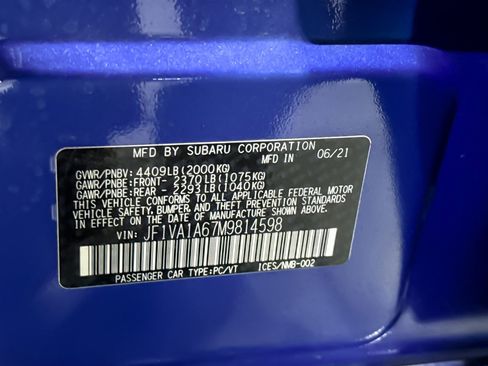 MFD BY SUBARU CORPORATION
MFD IN 06/21
GVWR/PNBV: 4409LB(2000KG)
GAWR/PNBE:FRONT- 2370LB(1075KG)
GAWR/PNBE:REAR - 2293LB(1040KG)
THIS VEHICLE CONFORMS TO ALL APPLICABLE FEDERAL MOTOR
VEHICLE SAFETY, BUMPER, AND THEFT PREVENTION STANDARDS
IN EFFECT ON THE DATE OF MANUFACTURE SHOWN ABOVE.
VIN: JF1VA1A67M9814598
PASSENGER CAR TYPE:PC/VT ICES/NMB-002